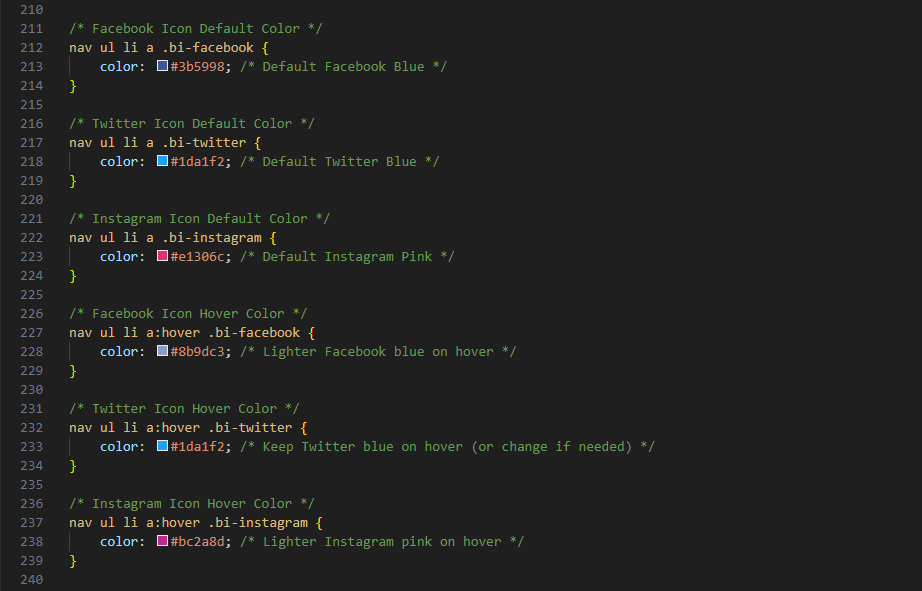 210
211 /* Facebook Icon Default Color */
212 nav ul li a .bi-facebook {
213     color: #3b5998; /* Default Facebook Blue */
214 }
215
216 /* Twitter Icon Default Color */
217 nav ul li a .bi-twitter {
218     color: #1da1f2; /* Default Twitter Blue */
219 }
220
221 /* Instagram Icon Default Color */
222 nav ul li a .bi-instagram {
223     color: #e1306c; /* Default Instagram Pink */
224 }
225
226 /* Facebook Icon Hover Color */
227 nav ul li a:hover .bi-facebook {
228     color: #8b9dc3; /* Lighter Facebook blue on hover */
229 }
230
231 /* Twitter Icon Hover Color */
232 nav ul li a:hover .bi-twitter {
233     color: #1da1f2; /* Keep Twitter blue on hover (or change if needed) */
234 }
235
236 /* Instagram Icon Hover Color */
237 nav ul li a:hover .bi-instagram {
238     color: #bc2a8d; /* Lighter Instagram pink on hover */
239 }
240